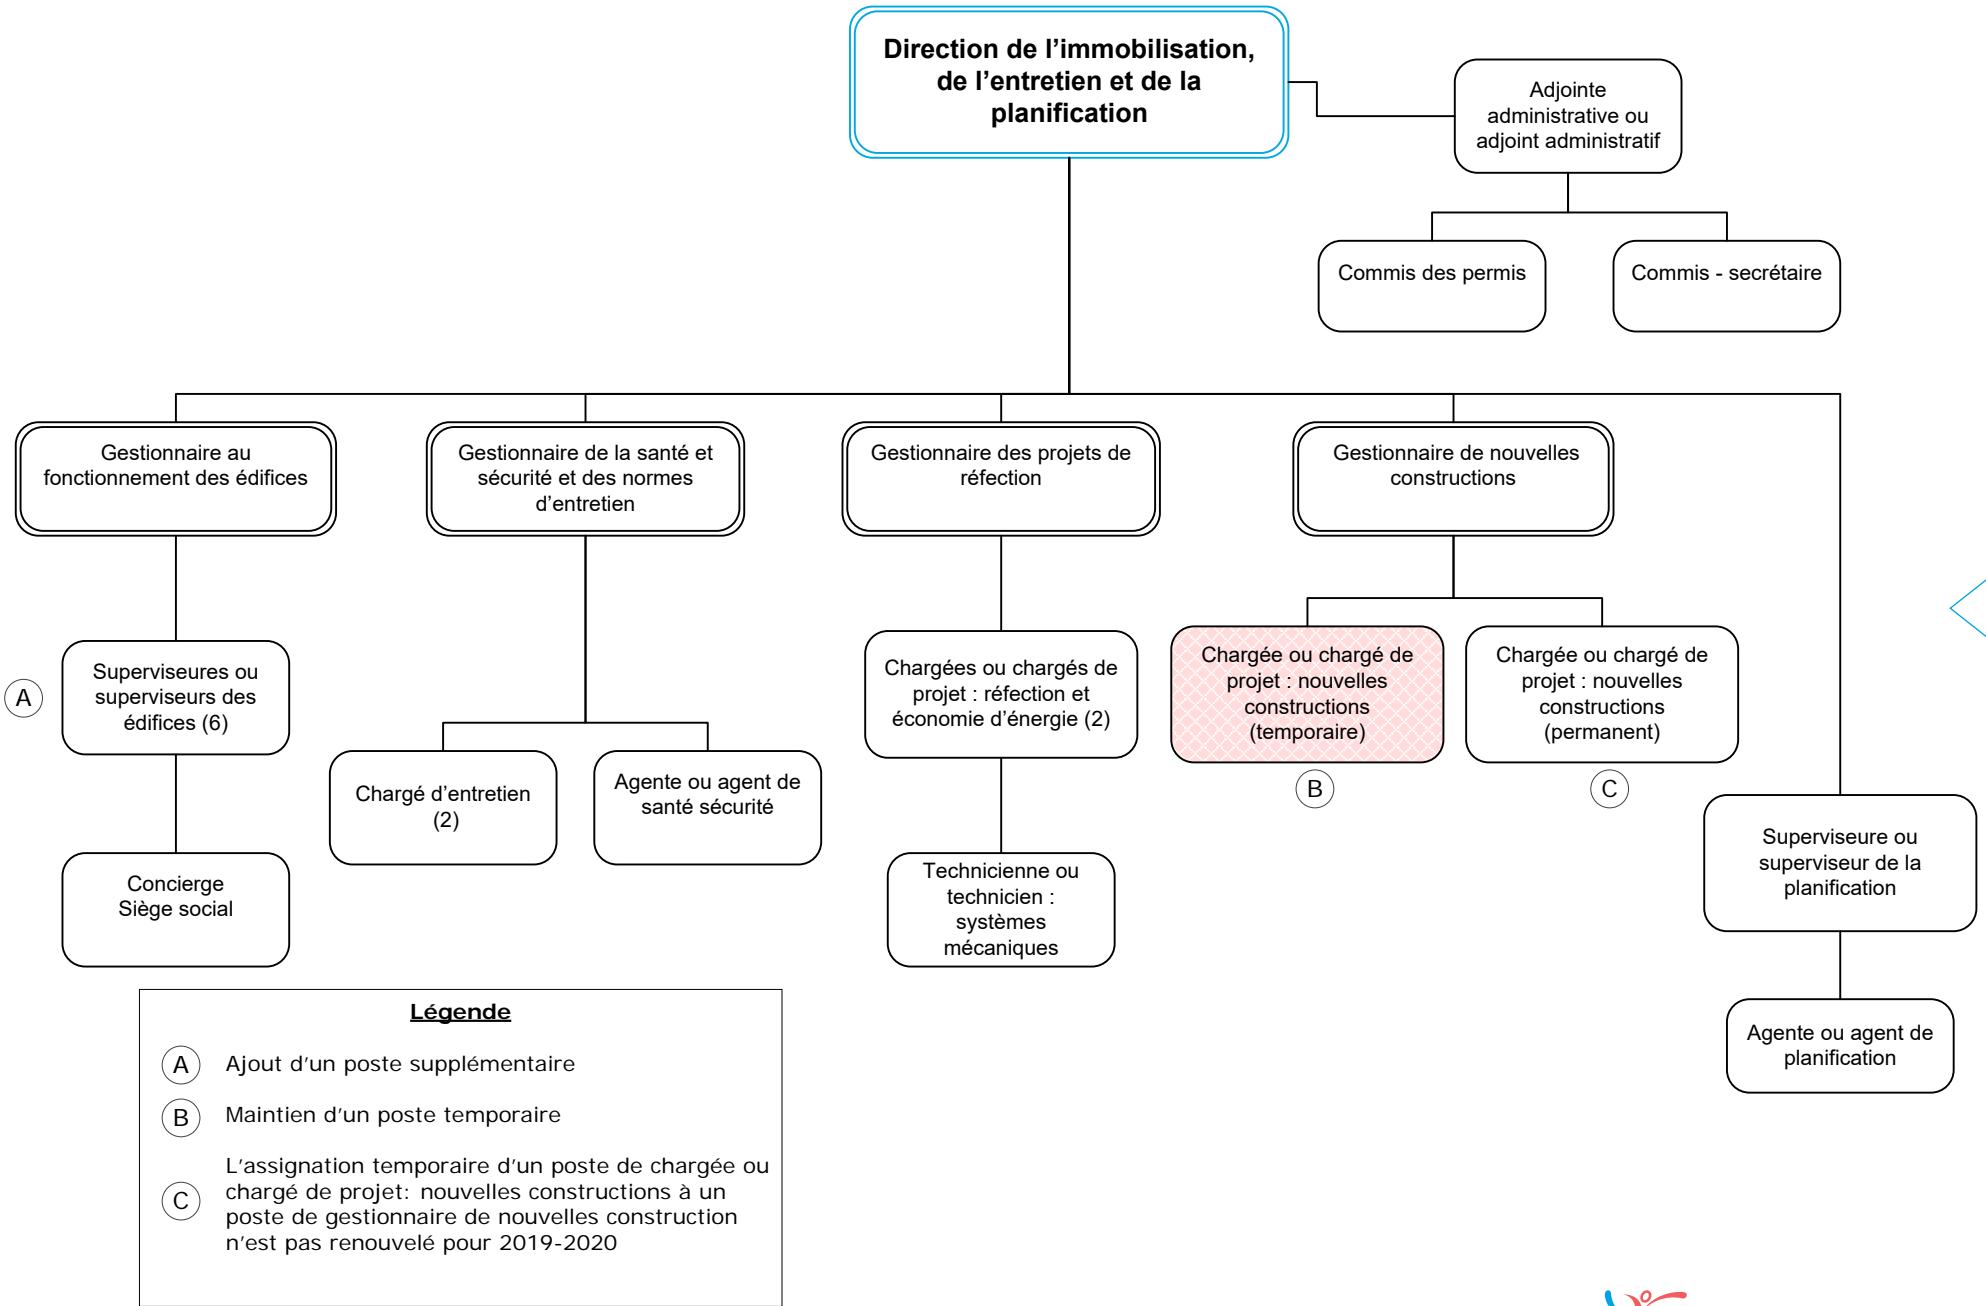 Direction de l'immobilisation,
de l'entretien et de la
planification
Adjointe
administrative ou
adjoint administratif
Commis des permis
Commis - secrétaire
Gestionnaire au
fonctionnement des édifices
Gestionnaire de la santé et
sécurité et des normes
d'entretien
Gestionnaire des projets de
réfection
Gestionnaire de nouvelles
constructions
A
Superviseures ou
superviseurs des
édifices (6)
Chargé d'entretien
(2)
Agente ou agent de
santé sécurité
Chargées ou chargés de
projet : réfection et
économie d'énergie (2)
Chargée ou chargé de
projet : nouvelles
constructions
(temporaire)
B
Chargée ou chargé de
projet : nouvelles
constructions
(permanent)
C
Superviseure ou
superviseur de la
planification
Concierge
Siège social
Technicienne ou
technicien :
systèmes
mécaniques
Agente ou agent de
planification
Légende
A Ajout d'un poste supplémentaire
B Maintien d'un poste temporaire
C L'assignation temporaire d'un poste de chargée ou
chargé de projet: nouvelles constructions à un
poste de gestionnaire de nouvelles construction
n'est pas renouvelé pour 2019-2020